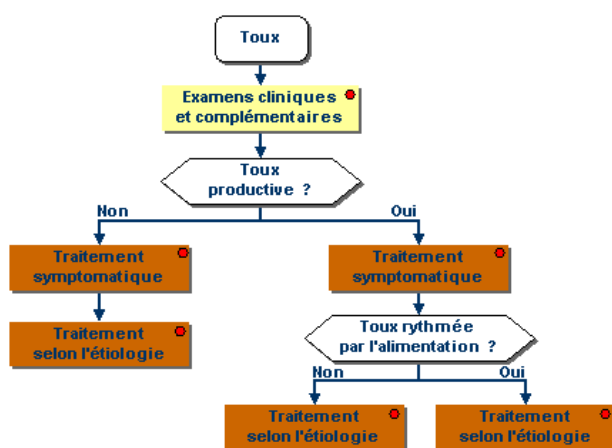 Toux
Examens cliniques
et complémentaires
Toux
productive ?
Non
Oui
Traitement
symptomatique
Traitement
symptomatique
Traitement
selon l'étiologie
Toux rythmée
par l'alimentation ?
Non
Oui
Traitement
selon l'étiologie
Traitement
selon l'étiologie